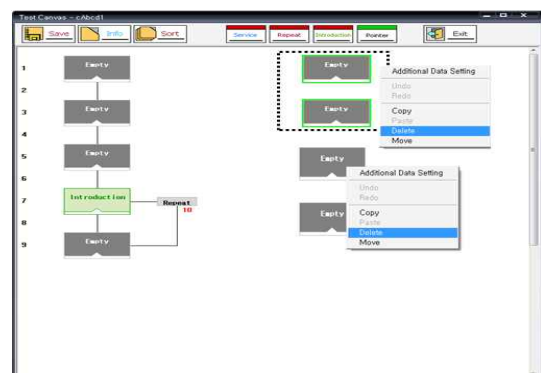 Test Canvas - cAbcd1
Save Info Sort Service Repeat Introduction Pointer Exit
1 Empty Empty
Additional Data Setting
Undo
Redo
2
3 Empty Empty
Copy
Paste
Delete
Move
4
5 Empty Empty
Additional Data Setting
Undo
Redo
6
7 Introduction Repeat
10
Empty
Copy
Paste
Delete
Move
8
9 Empty